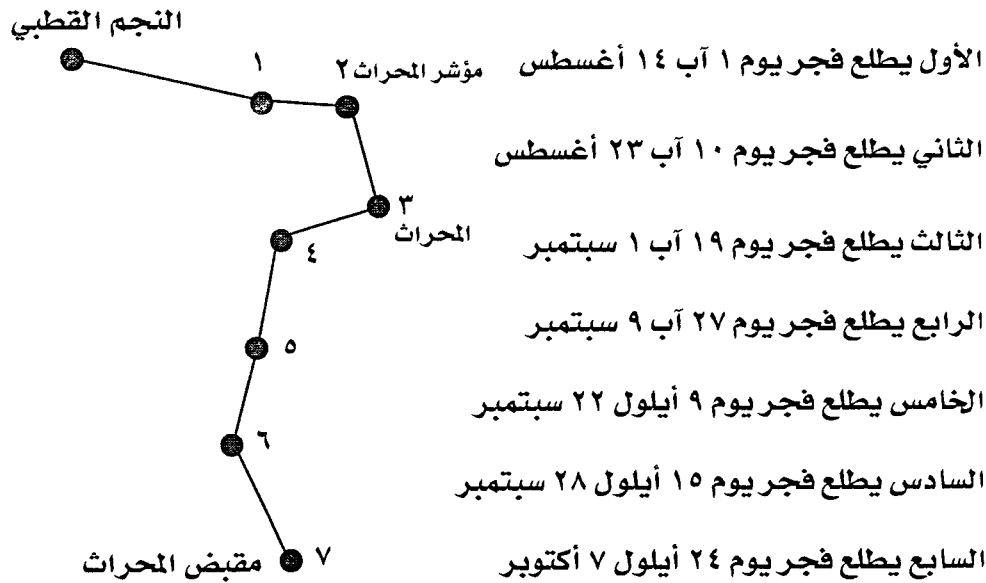 النجم القطبي
١
مؤشر المحراث ٢
الأول يطلع فجر يوم ١ آب ١٤ أغسطس
الثاني يطلع فجر يوم ١٠ آب ٢٣ أغسطس
٣
المحراث
٤
الثالث يطلع فجر يوم ١٩ آب ١ سبتمبر
الرابع يطلع فجر يوم ٢٧ آب ٩ سبتمبر
٥
الخامس يطلع فجر يوم ٩ أيلول ٢٢ سبتمبر
٦
السادس يطلع فجر يوم ١٥ أيلول ٢٨ سبتمبر
السابع يطلع فجر يوم ٢٤ أيلول ٧ أكتوبر
٧
مقبض المحراث